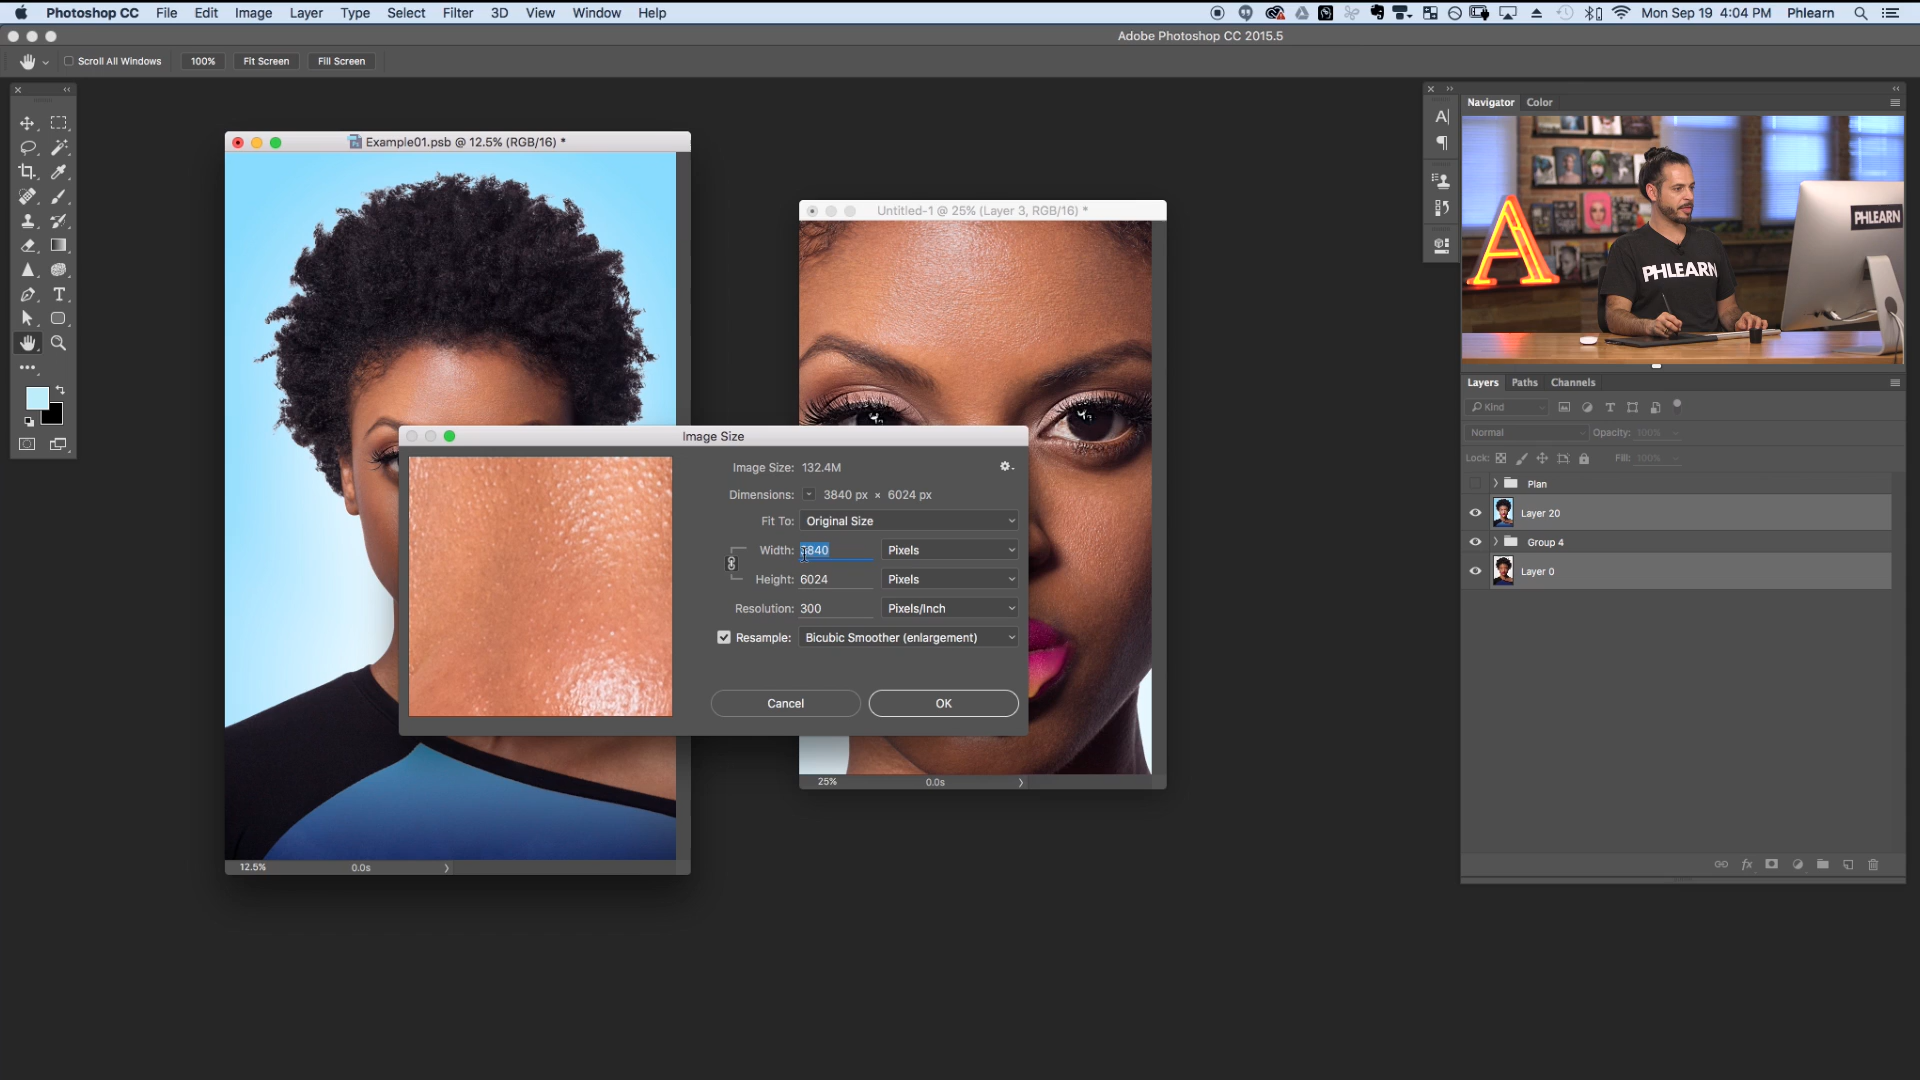 Photoshop CC File Edit Image Layer Type Select Filter 3D View Window Help Mon Sep 19 4:04 PM Phlearn
Adobe Photoshop CC 2015.5
Scroll All Windows 100% Fit Screen Fill Screen
Navigator Color
Example01.psb @ 12.5% (RGB/16) *
Untitled-1 @ 25% (Layer 3, RGB/16) *
PHLEARN
PHLEARN
Layers Paths Channels
Kind
Normal Opacity: 100%
Lock: Fill: 100%
Plan
Layer 20
Group 4
Layer 0
Image Size
Image Size: 132.4M
Dimensions: 3840 px × 6024 px
Fit To: Original Size
Width: 3840 Pixels
Height: 6024 Pixels
Resolution: 300 Pixels/Inch
Resample: Bicubic Smoother (enlargement)
Cancel OK
25% 0.0s
12.5% 0.0s